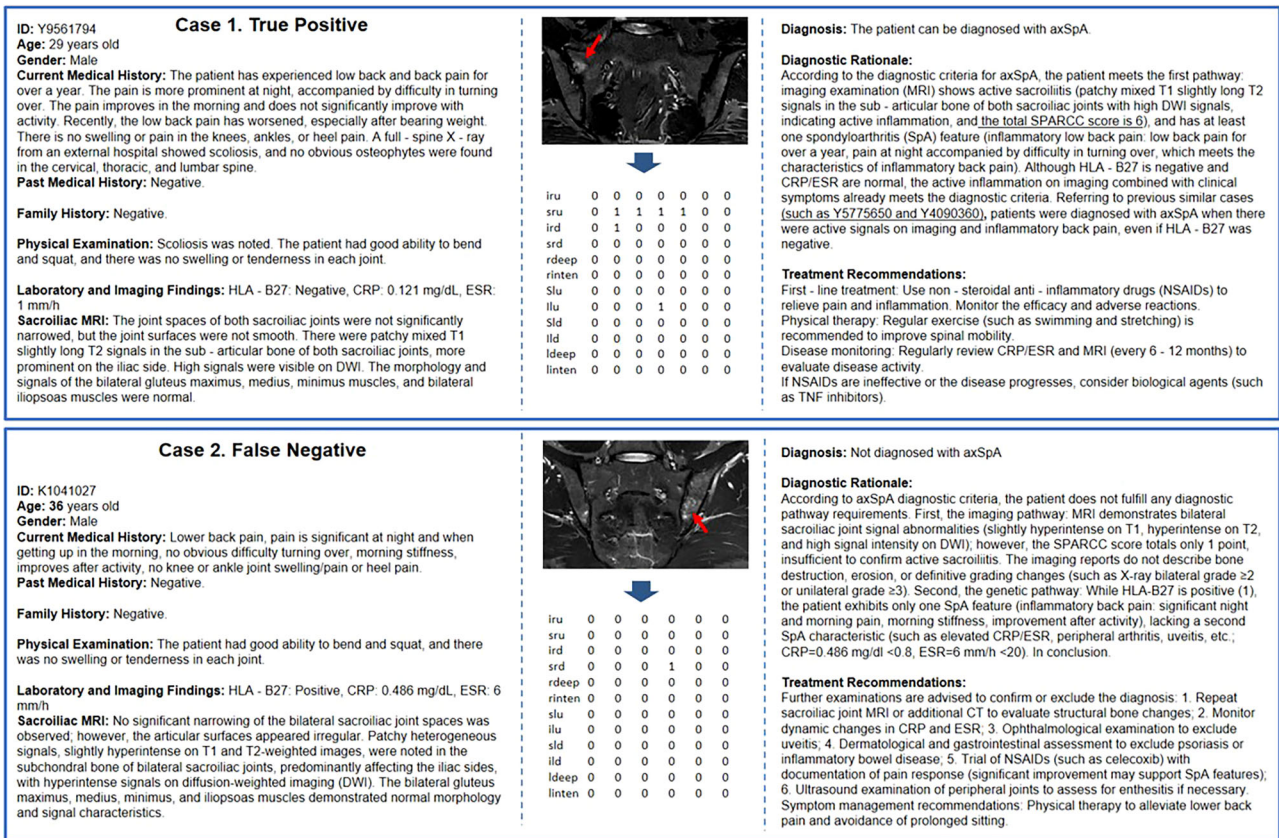 Case 1. True Positive
ID: Y9561794
Age: 29 years old
Gender: Male
Current Medical History: The patient has experienced low back and back pain for
over a year. The pain is more prominent at night, accompanied by difficulty in turning
over. The pain improves in the morning and does not significantly improve with
activity. Recently, the low back pain has worsened, especially after bearing weight.
There is no swelling or pain in the knees, ankles, or heel pain. A full - spine X - ray
from an external hospital showed scoliosis, and no obvious osteophytes were found
in the cervical, thoracic, and lumbar spine.
Past Medical History: Negative.
Family History: Negative.
Physical Examination: Scoliosis was noted. The patient had good ability to bend
and squat, and there was no swelling or tenderness in each joint.
Laboratory and Imaging Findings: HLA - B27: Negative, CRP: 0.121 mg/dL, ESR:
1 mm/h
Sacroiliac MRI: The joint spaces of both sacroiliac joints were not significantly
narrowed, but the joint surfaces were not smooth. There were patchy mixed T1
slightly long T2 signals in the sub - articular bone of both sacroiliac joints, more
prominent on the iliac side. High signals were visible on DWI. The morphology and
signals of the bilateral gluteus maximus, medius, minimus muscles, and bilateral
iliopsoas muscles were normal.
iru 0 0 0 0 0 0 0
sru 0 1 1 1 1 0 0
ird 0 1 0 0 0 0 0
srd 0 0 0 0 0 0 0
rdeep 0 0 0 0 0 0 0
rinten 0 0 0 0 0 0 0
Slu 0 0 0 0 0 0 0
Ilu 0 0 0 1 0 0 0
Sld 0 0 0 0 0 0 0
Ild 0 0 0 0 0 0 0
ldeep 0 0 0 0 0 0 0
linten 0 0 0 0 0 0 0
Diagnosis: The patient can be diagnosed with axSpA.
Diagnostic Rationale:
According to the diagnostic criteria for axSpA, the patient meets the first pathway:
imaging examination (MRI) shows active sacroiliitis (patchy mixed T1 slightly long T2
signals in the sub - articular bone of both sacroiliac joints with high DWI signals,
indicating active inflammation, and the total SPARCC score is 6), and has at least
one spondyloarthritis (SpA) feature (inflammatory low back pain: low back pain for
over a year, pain at night accompanied by difficulty in turning over, which meets the
characteristics of inflammatory back pain). Although HLA - B27 is negative and
CRP/ESR are normal, the active inflammation on imaging combined with clinical
symptoms already meets the diagnostic criteria. Referring to previous similar cases
(such as Y5775650 and Y4090360), patients were diagnosed with axSpA when there
were active signals on imaging and inflammatory back pain, even if HLA - B27 was
negative.
Treatment Recommendations:
First - line treatment: Use non - steroidal anti - inflammatory drugs (NSAIDs) to
relieve pain and inflammation. Monitor the efficacy and adverse reactions.
Physical therapy: Regular exercise (such as swimming and stretching) is
recommended to improve spinal mobility.
Disease monitoring: Regularly review CRP/ESR and MRI (every 6 - 12 months) to
evaluate disease activity.
If NSAIDs are ineffective or the disease progresses, consider biological agents (such
as TNF inhibitors).
Case 2. False Negative
ID: K1041027
Age: 36 years old
Gender: Male
Current Medical History: Lower back pain, pain is significant at night and when
getting up in the morning, no obvious difficulty turning over, morning stiffness,
improves after activity, no knee or ankle joint swelling/pain or heel pain.
Past Medical History: Negative.
Family History: Negative.
Physical Examination: The patient had good ability to bend and squat, and there
was no swelling or tenderness in each joint.
Laboratory and Imaging Findings: HLA - B27: Positive, CRP: 0.486 mg/dL, ESR: 6
mm/h
Sacroiliac MRI: No significant narrowing of the bilateral sacroiliac joint spaces was
observed; however, the articular surfaces appeared irregular. Patchy heterogeneous
signals, slightly hyperintense on T1 and T2-weighted images, were noted in the
subchondral bone of bilateral sacroiliac joints, predominantly affecting the iliac sides,
with hyperintense signals on diffusion-weighted imaging (DWI). The bilateral gluteus
maximus, medius, minimus, and iliopsoas muscles demonstrated normal morphology
and signal characteristics.
iru 0 0 0 0 0 0
sru 0 0 0 0 0 0
ird 0 0 0 0 0 0
srd 0 0 0 1 0 0
rdeep 0 0 0 0 0 0
rinten 0 0 0 0 0 0
slu 0 0 0 0 0 0
ilu 0 0 0 0 0 0
sld 0 0 0 0 0 0
ild 0 0 0 0 0 0
ldeep 0 0 0 0 0 0
linten 0 0 0 0 0 0
Diagnosis: Not diagnosed with axSpA
Diagnostic Rationale:
According to axSpA diagnostic criteria, the patient does not fulfill any diagnostic
pathway requirements. First, the imaging pathway: MRI demonstrates bilateral
sacroiliac joint signal abnormalities (slightly hyperintense on T1, hyperintense on T2,
and high signal intensity on DWI); however, the SPARCC score totals only 1 point,
insufficient to confirm active sacroiliitis. The imaging reports do not describe bone
destruction, erosion, or definitive grading changes (such as X-ray bilateral grade ≥2
or unilateral grade ≥3). Second, the genetic pathway: While HLA-B27 is positive (1),
the patient exhibits only one SpA feature (inflammatory back pain: significant night
and morning pain, morning stiffness, improvement after activity), lacking a second
SpA characteristic (such as elevated CRP/ESR, peripheral arthritis, uveitis, etc.;
CRP=0.486 mg/dl <0.8, ESR=6 mm/h <20). In conclusion.
Treatment Recommendations:
Further examinations are advised to confirm or exclude the diagnosis: 1. Repeat
sacroiliac joint MRI or additional CT to evaluate structural bone changes; 2. Monitor
dynamic changes in CRP and ESR; 3. Ophthalmological examination to exclude
uveitis; 4. Dermatological and gastrointestinal assessment to exclude psoriasis or
inflammatory bowel disease; 5. Trial of NSAIDs (such as celecoxib) with
documentation of pain response (significant improvement may support SpA features);
6. Ultrasound examination of peripheral joints to assess for enthesitis if necessary.
Symptom management recommendations: Physical therapy to alleviate lower back
pain and avoidance of prolonged sitting.